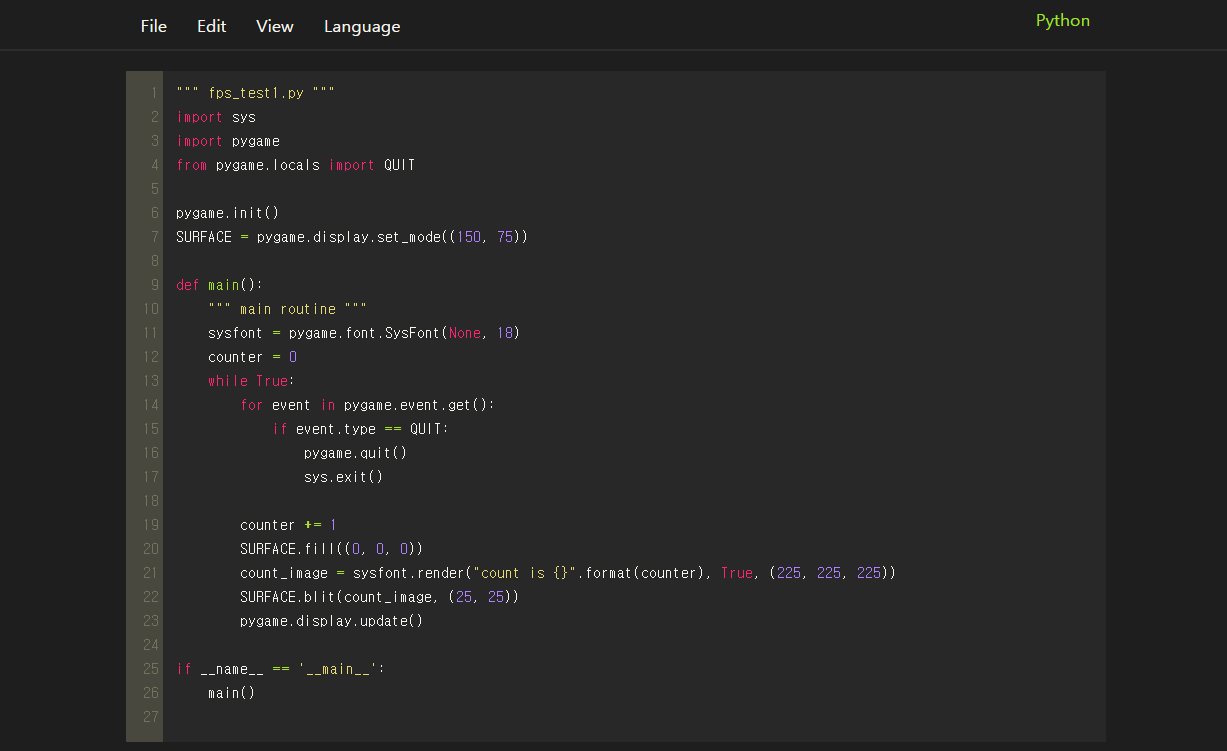 File Edit View Language Python
1 """ fps_test1.py """
2 import sys
3 import pygame
4 from pygame.locals import QUIT
5
6 pygame.init()
7 SURFACE = pygame.display.set_mode((150, 75))
8
9 def main():
10     """ main routine """
11     sysfont = pygame.font.SysFont(None, 18)
12     counter = 0
13     while True:
14         for event in pygame.event.get():
15             if event.type == QUIT:
16                 pygame.quit()
17                 sys.exit()
18
19         counter += 1
20         SURFACE.fill((0, 0, 0))
21         count_image = sysfont.render("count is {}".format(counter), True, (225, 225, 225))
22         SURFACE.blit(count_image, (25, 25))
23         pygame.display.update()
24
25 if __name__ == '__main__':
26     main()
27